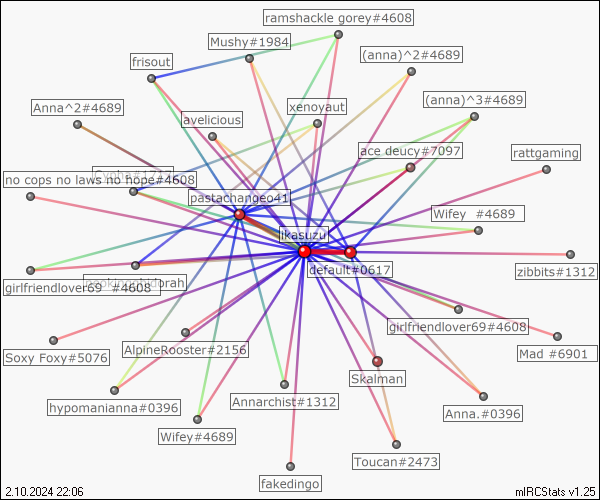 ramshackle gorey#4608
Mushy#1984
(anna)^2#4689
frisout
(anna)^3#4689
Anna^2#4689
xenoyaut
avelicious
ace deucy#7097
rattgaming
no cops no laws no hope#4608
pastachangeo41
Wifey #4689
likasuzu
default#0617
zibbits#1312
girlfriendlover69 #4608
girlfriendlover69#4608
AlpineRooster#2156
Mad #6901
Soxy Foxy#5076
Skalman
Annarchist#1312
hypomanianna#0396
Anna.#0396
Wifey#4689
Toucan#2473
fakedingo
2.10.2024 22:06
mIRCStats v1.25